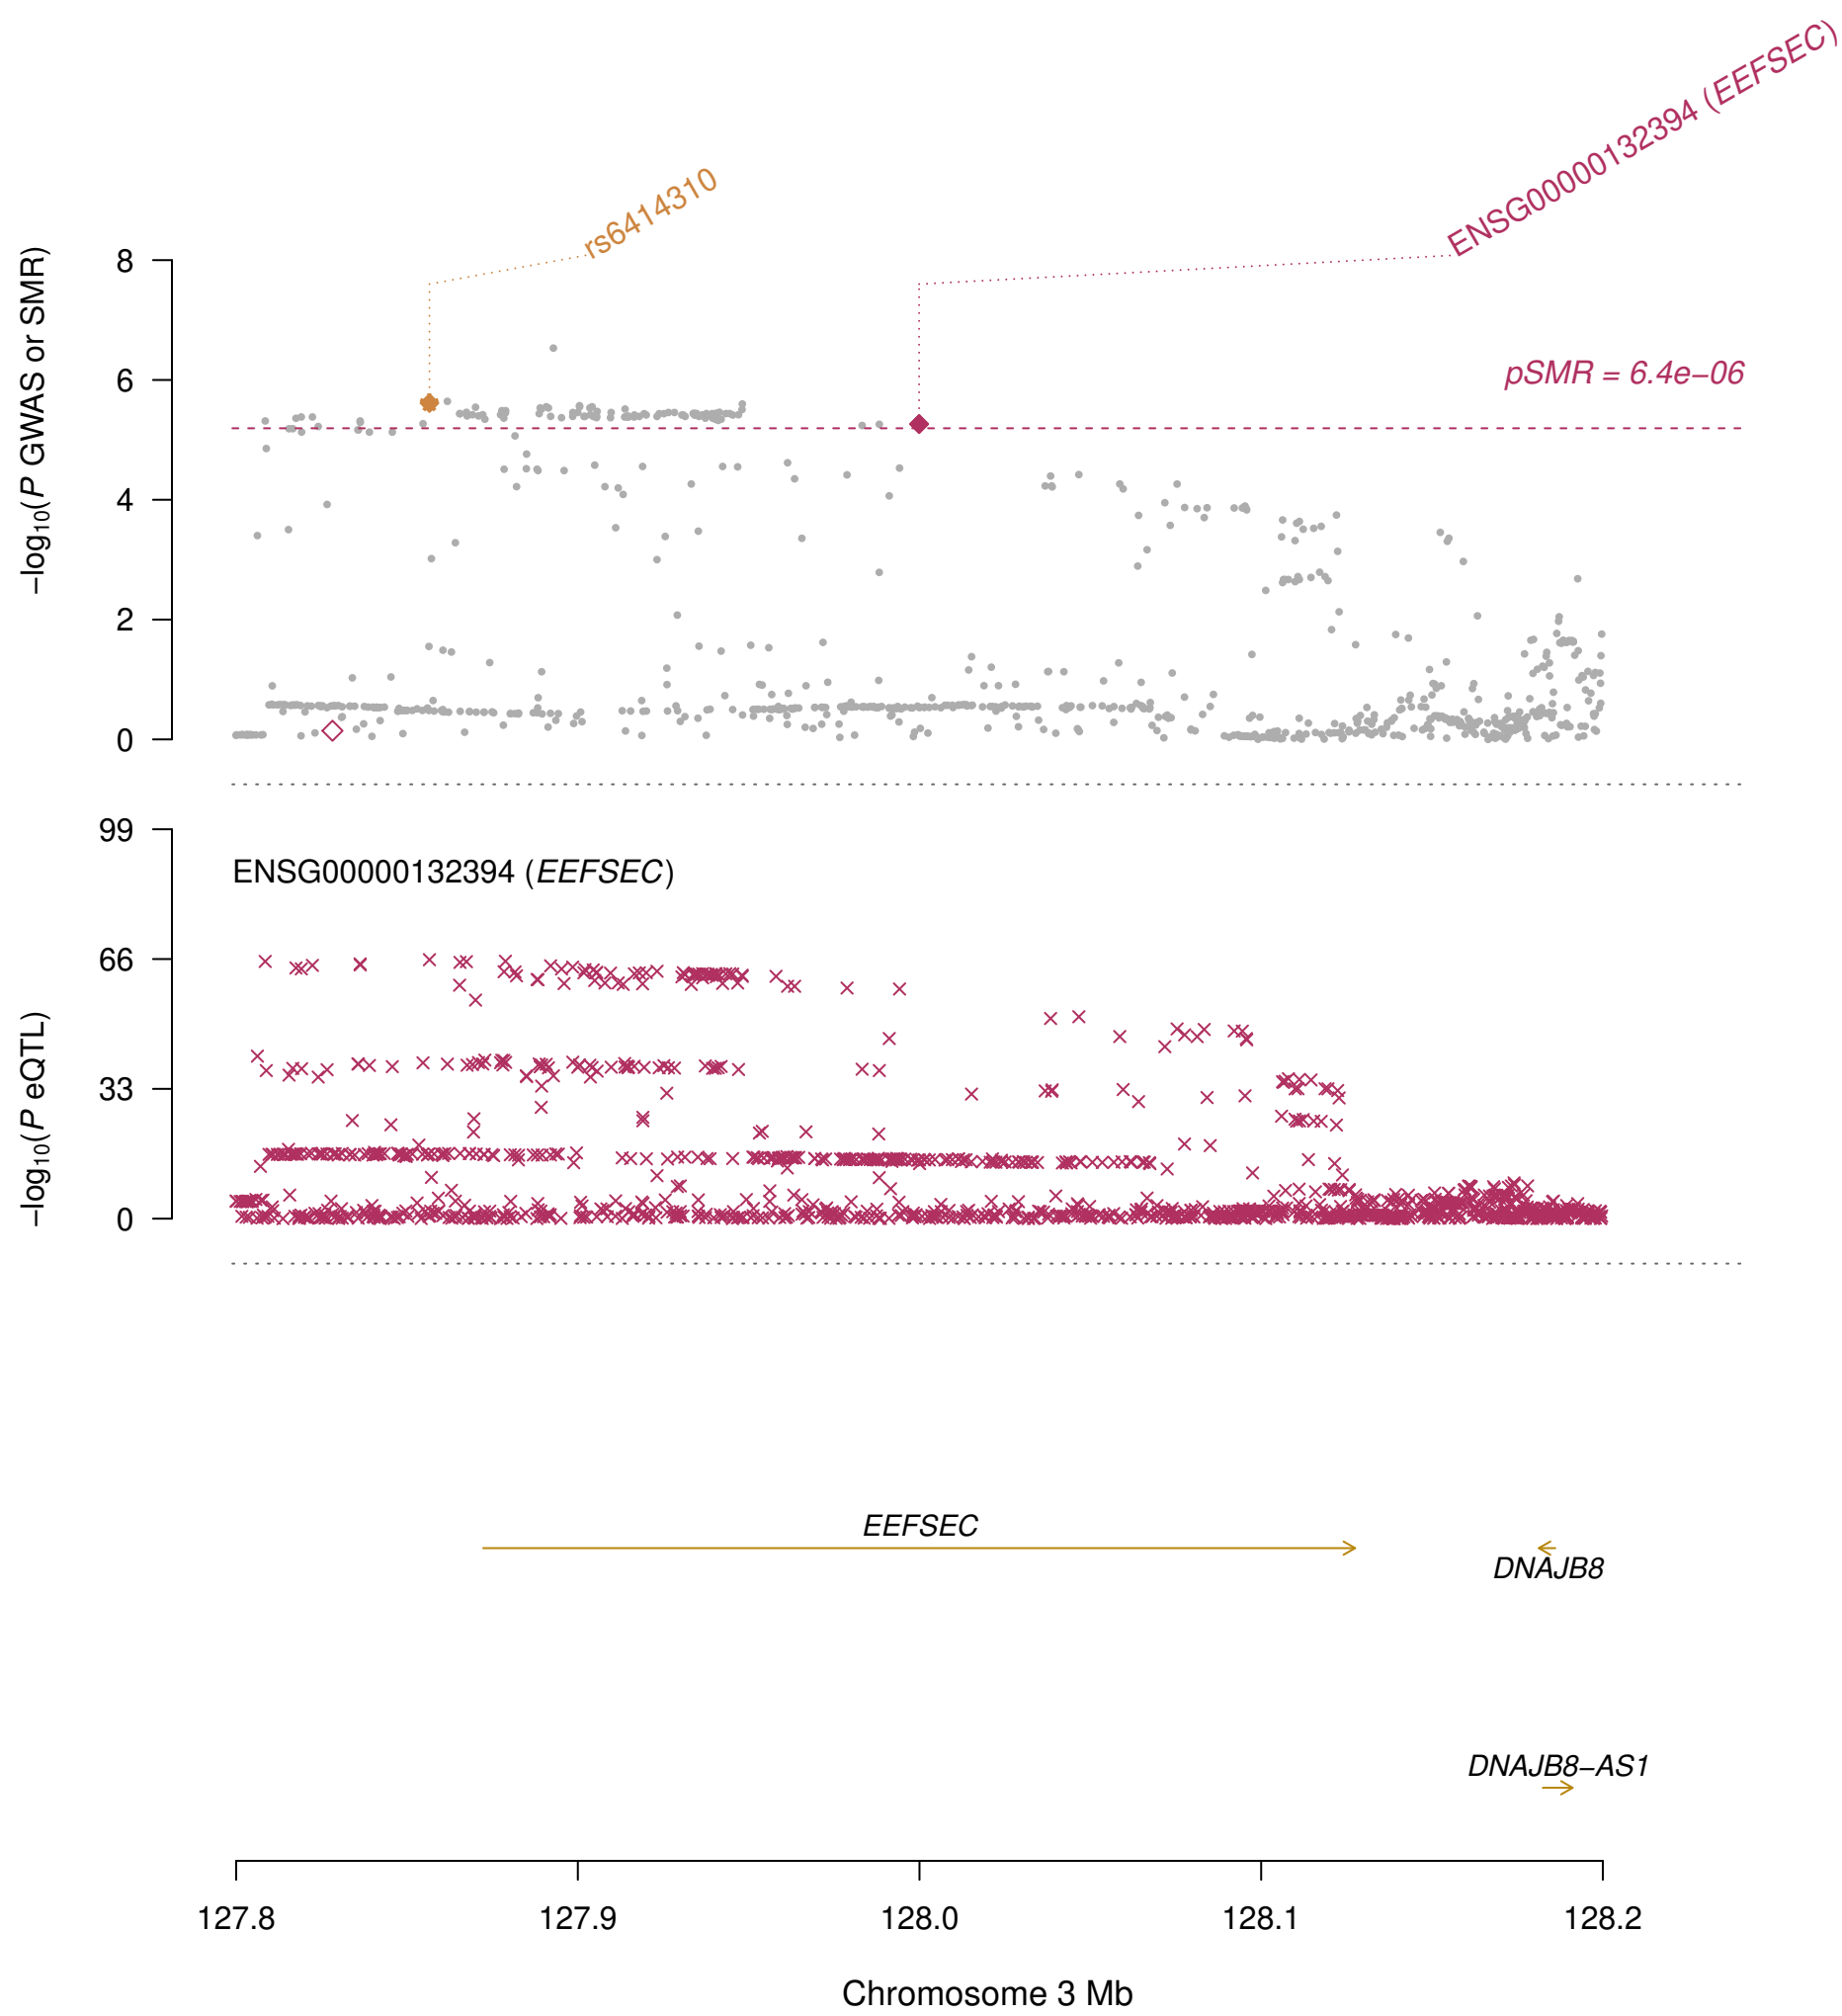 ENSG00000132394 (EEFSEC)
rs6414310
−log10(P GWAS or SMR)
8
6
4
2
0
pSMR = 6.4e−06
ENSG00000132394 (EEFSEC)
−log10(P eQTL)
99
66
33
0
EEFSEC
DNAJB8
DNAJB8−AS1
127.8 127.9 128.0 128.1 128.2
Chromosome 3 Mb